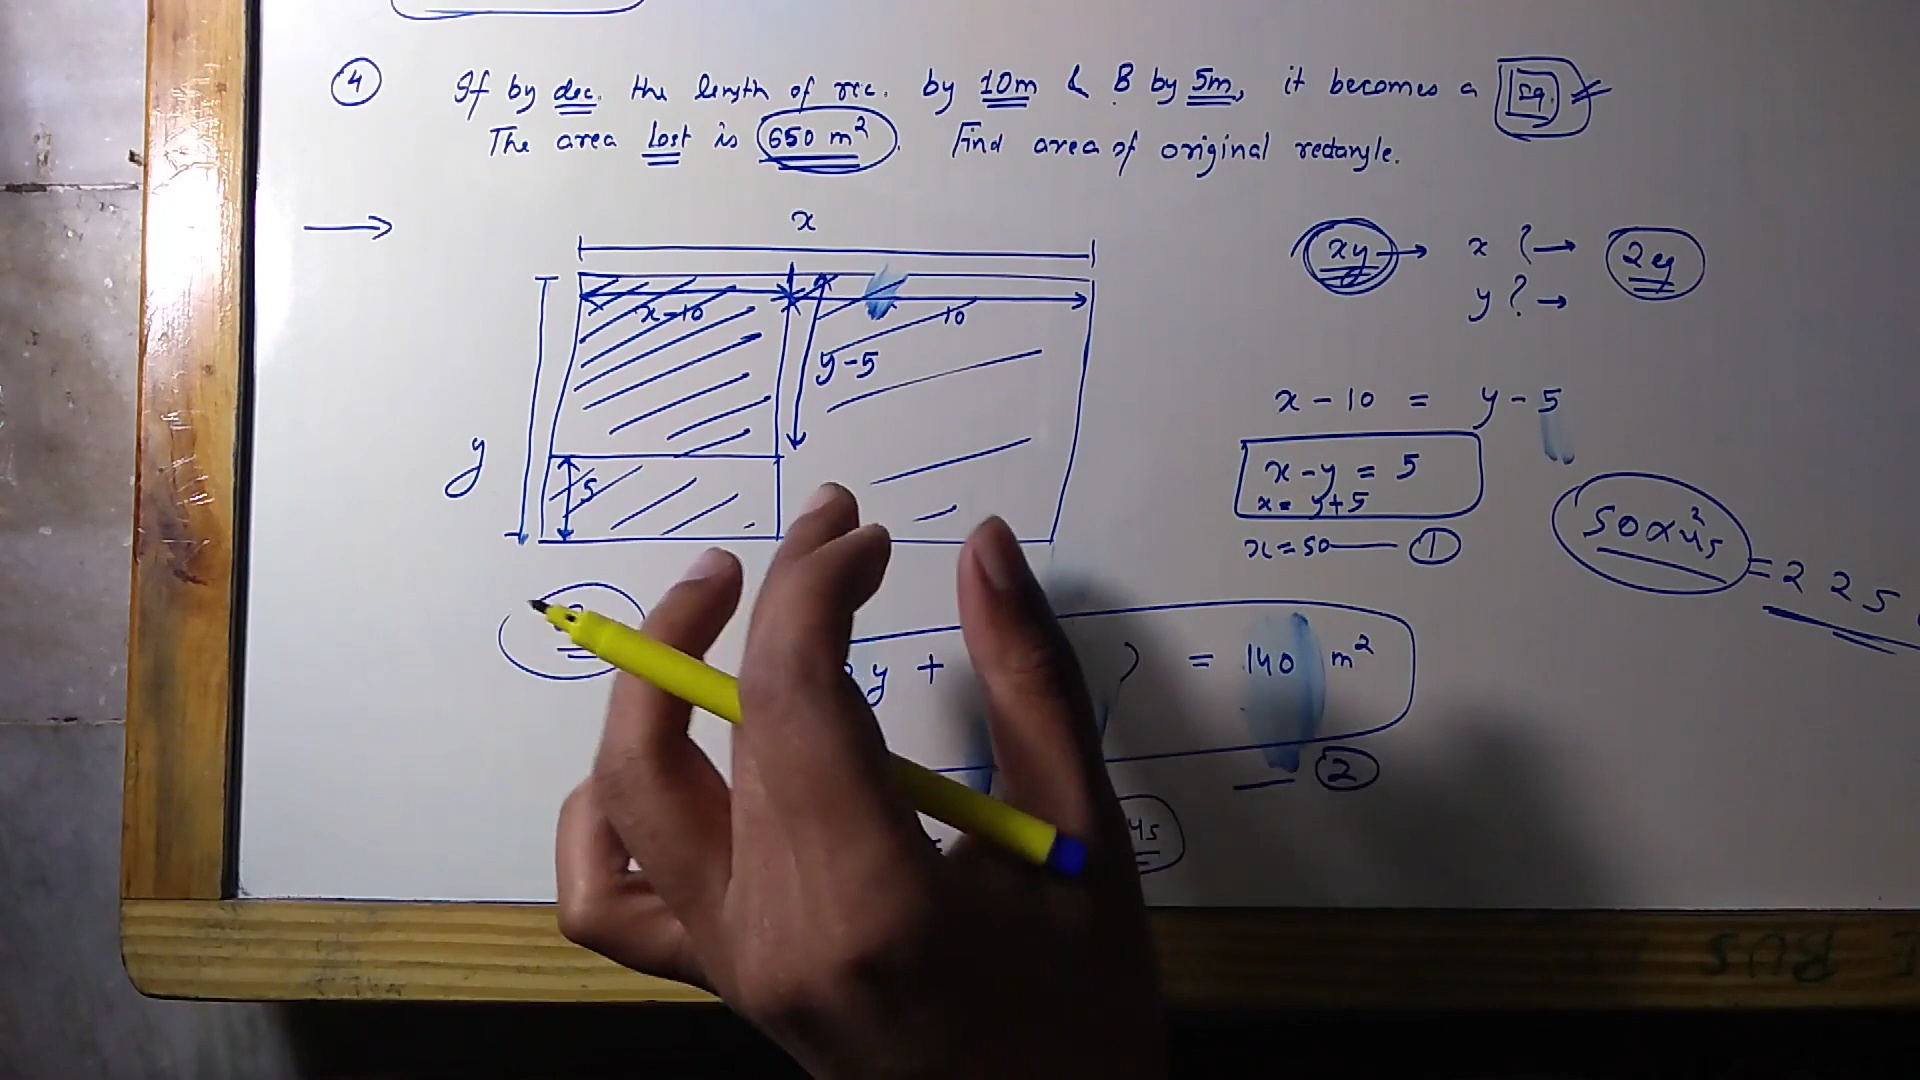 4 If by dec. the length of rec. by 10m & B by 5m, it becomes a sq.
The area lost is 650 m². Find area of original rectangle.
x
xy → x ? → 2y
y ? →
x-10
10
y-5
y
5
x - 10 = y - 5
x - y = 5
x = y+5
x = 50 — 1
50 x 45 = 225
y + ) = 140 m²
2
45